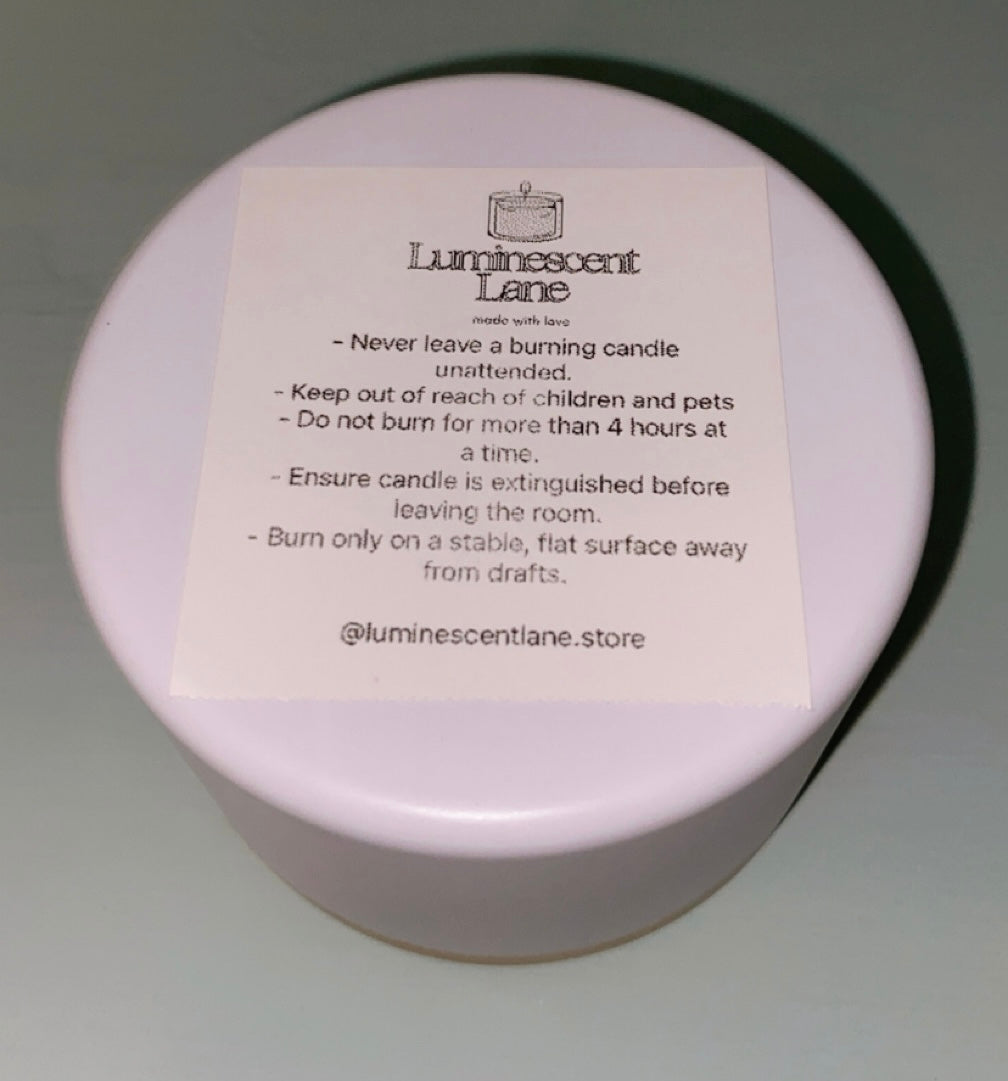 Luminescent
Lane
made with love
- Never leave a burning candle
unattended.
- Keep out of reach of children and pets
- Do not burn for more than 4 hours at
a time.
- Ensure candle is extinguished before
leaving the room.
- Burn only on a stable, flat surface away
from drafts.
@luminescentlane.store